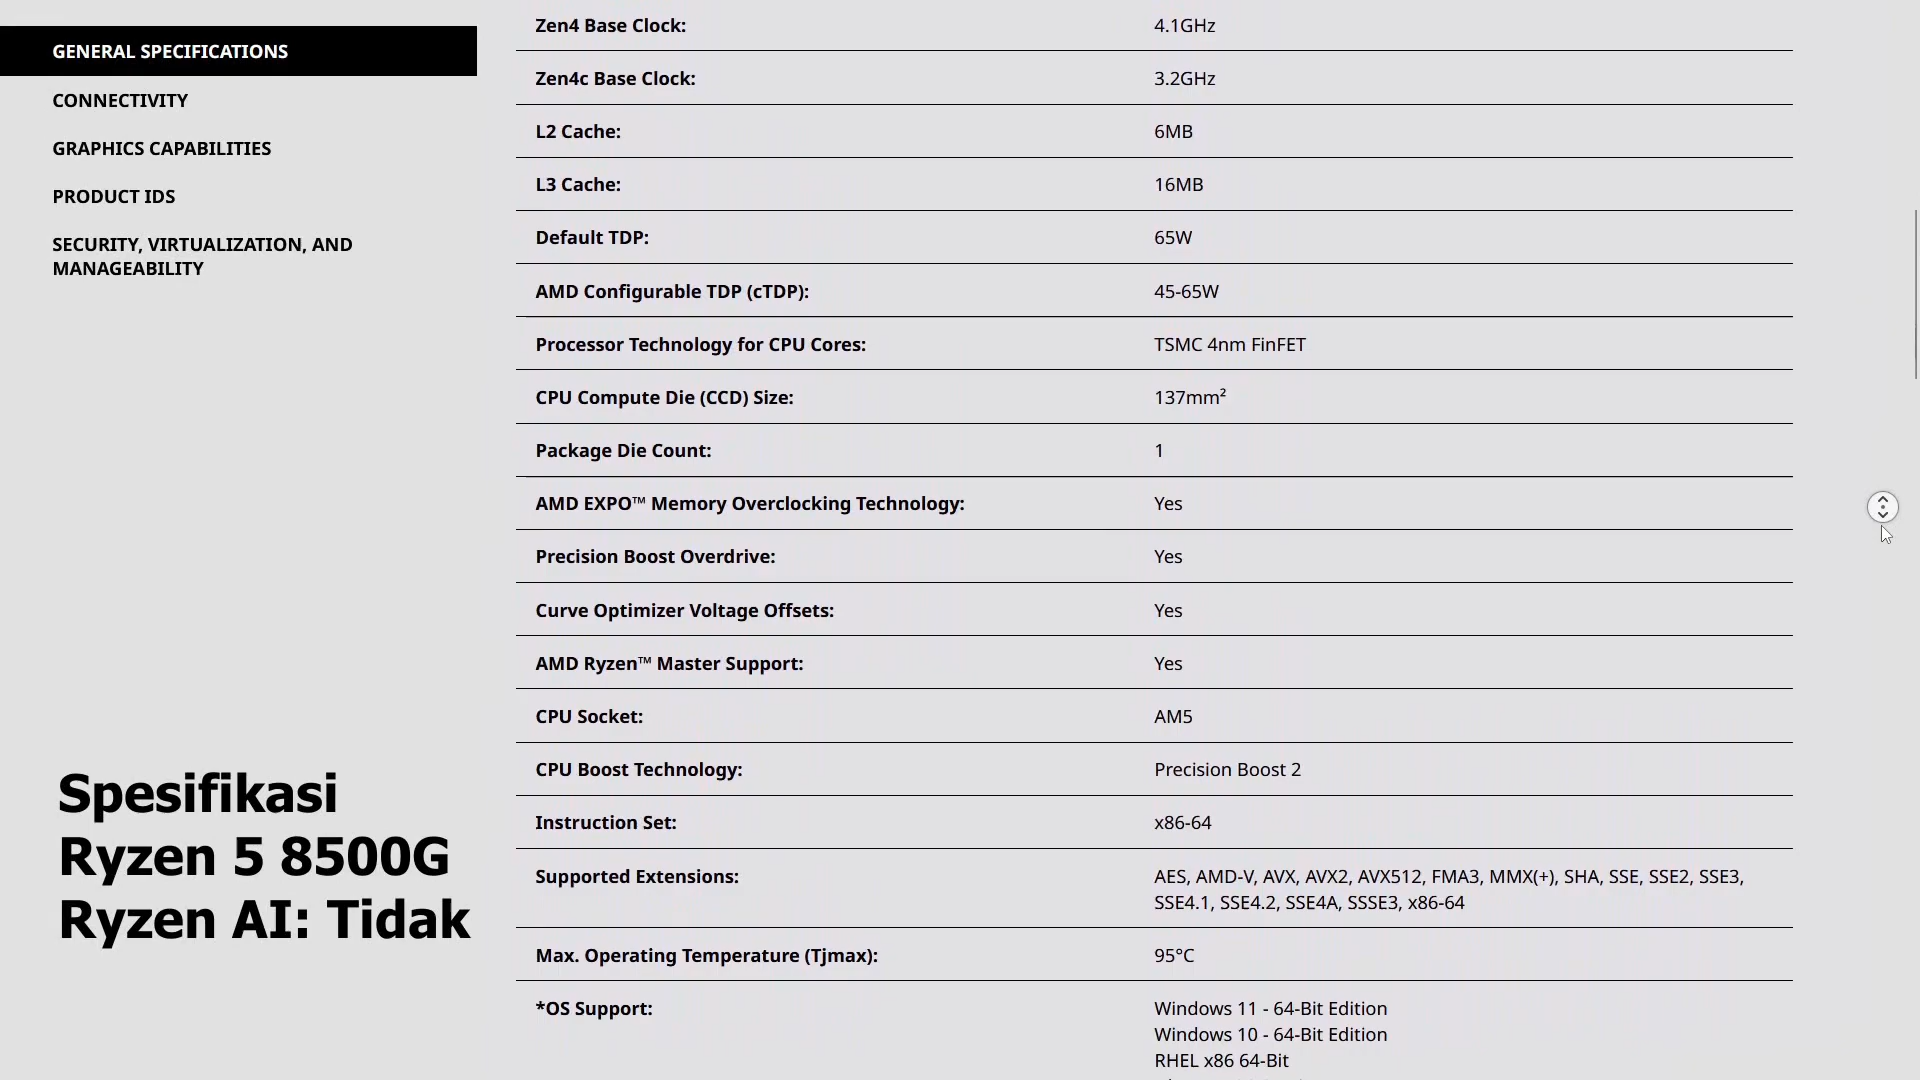 GENERAL SPECIFICATIONS
CONNECTIVITY
GRAPHICS CAPABILITIES
PRODUCT IDS
SECURITY, VIRTUALIZATION, AND
MANAGEABILITY
Zen4 Base Clock: 4.1GHz
Zen4c Base Clock: 3.2GHz
L2 Cache: 6MB
L3 Cache: 16MB
Default TDP: 65W
AMD Configurable TDP (cTDP): 45-65W
Processor Technology for CPU Cores: TSMC 4nm FinFET
CPU Compute Die (CCD) Size: 137mm²
Package Die Count: 1
AMD EXPO™ Memory Overclocking Technology: Yes
Precision Boost Overdrive: Yes
Curve Optimizer Voltage Offsets: Yes
AMD Ryzen™ Master Support: Yes
CPU Socket: AM5
CPU Boost Technology: Precision Boost 2
Instruction Set: x86-64
Supported Extensions: AES, AMD-V, AVX, AVX2, AVX512, FMA3, MMX(+), SHA, SSE, SSE2, SSE3,
SSE4.1, SSE4.2, SSE4A, SSSE3, x86-64
Max. Operating Temperature (Tjmax): 95°C
*OS Support: Windows 11 - 64-Bit Edition
Windows 10 - 64-Bit Edition
RHEL x86 64-Bit
Spesifikasi
Ryzen 5 8500G
Ryzen AI: Tidak